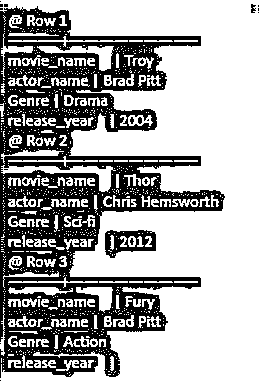 @ Row 1
movie_name | Troy
actor_name | Brad Pitt
Genre | Drama
release_year | 2004
@ Row 2
movie_name | Thor
actor_name | Chris Hemsworth
Genre | Sci-fi
release_year | 2012
@ Row 3
movie_name | Fury
actor_name | Brad Pitt
Genre | Action
release_year |